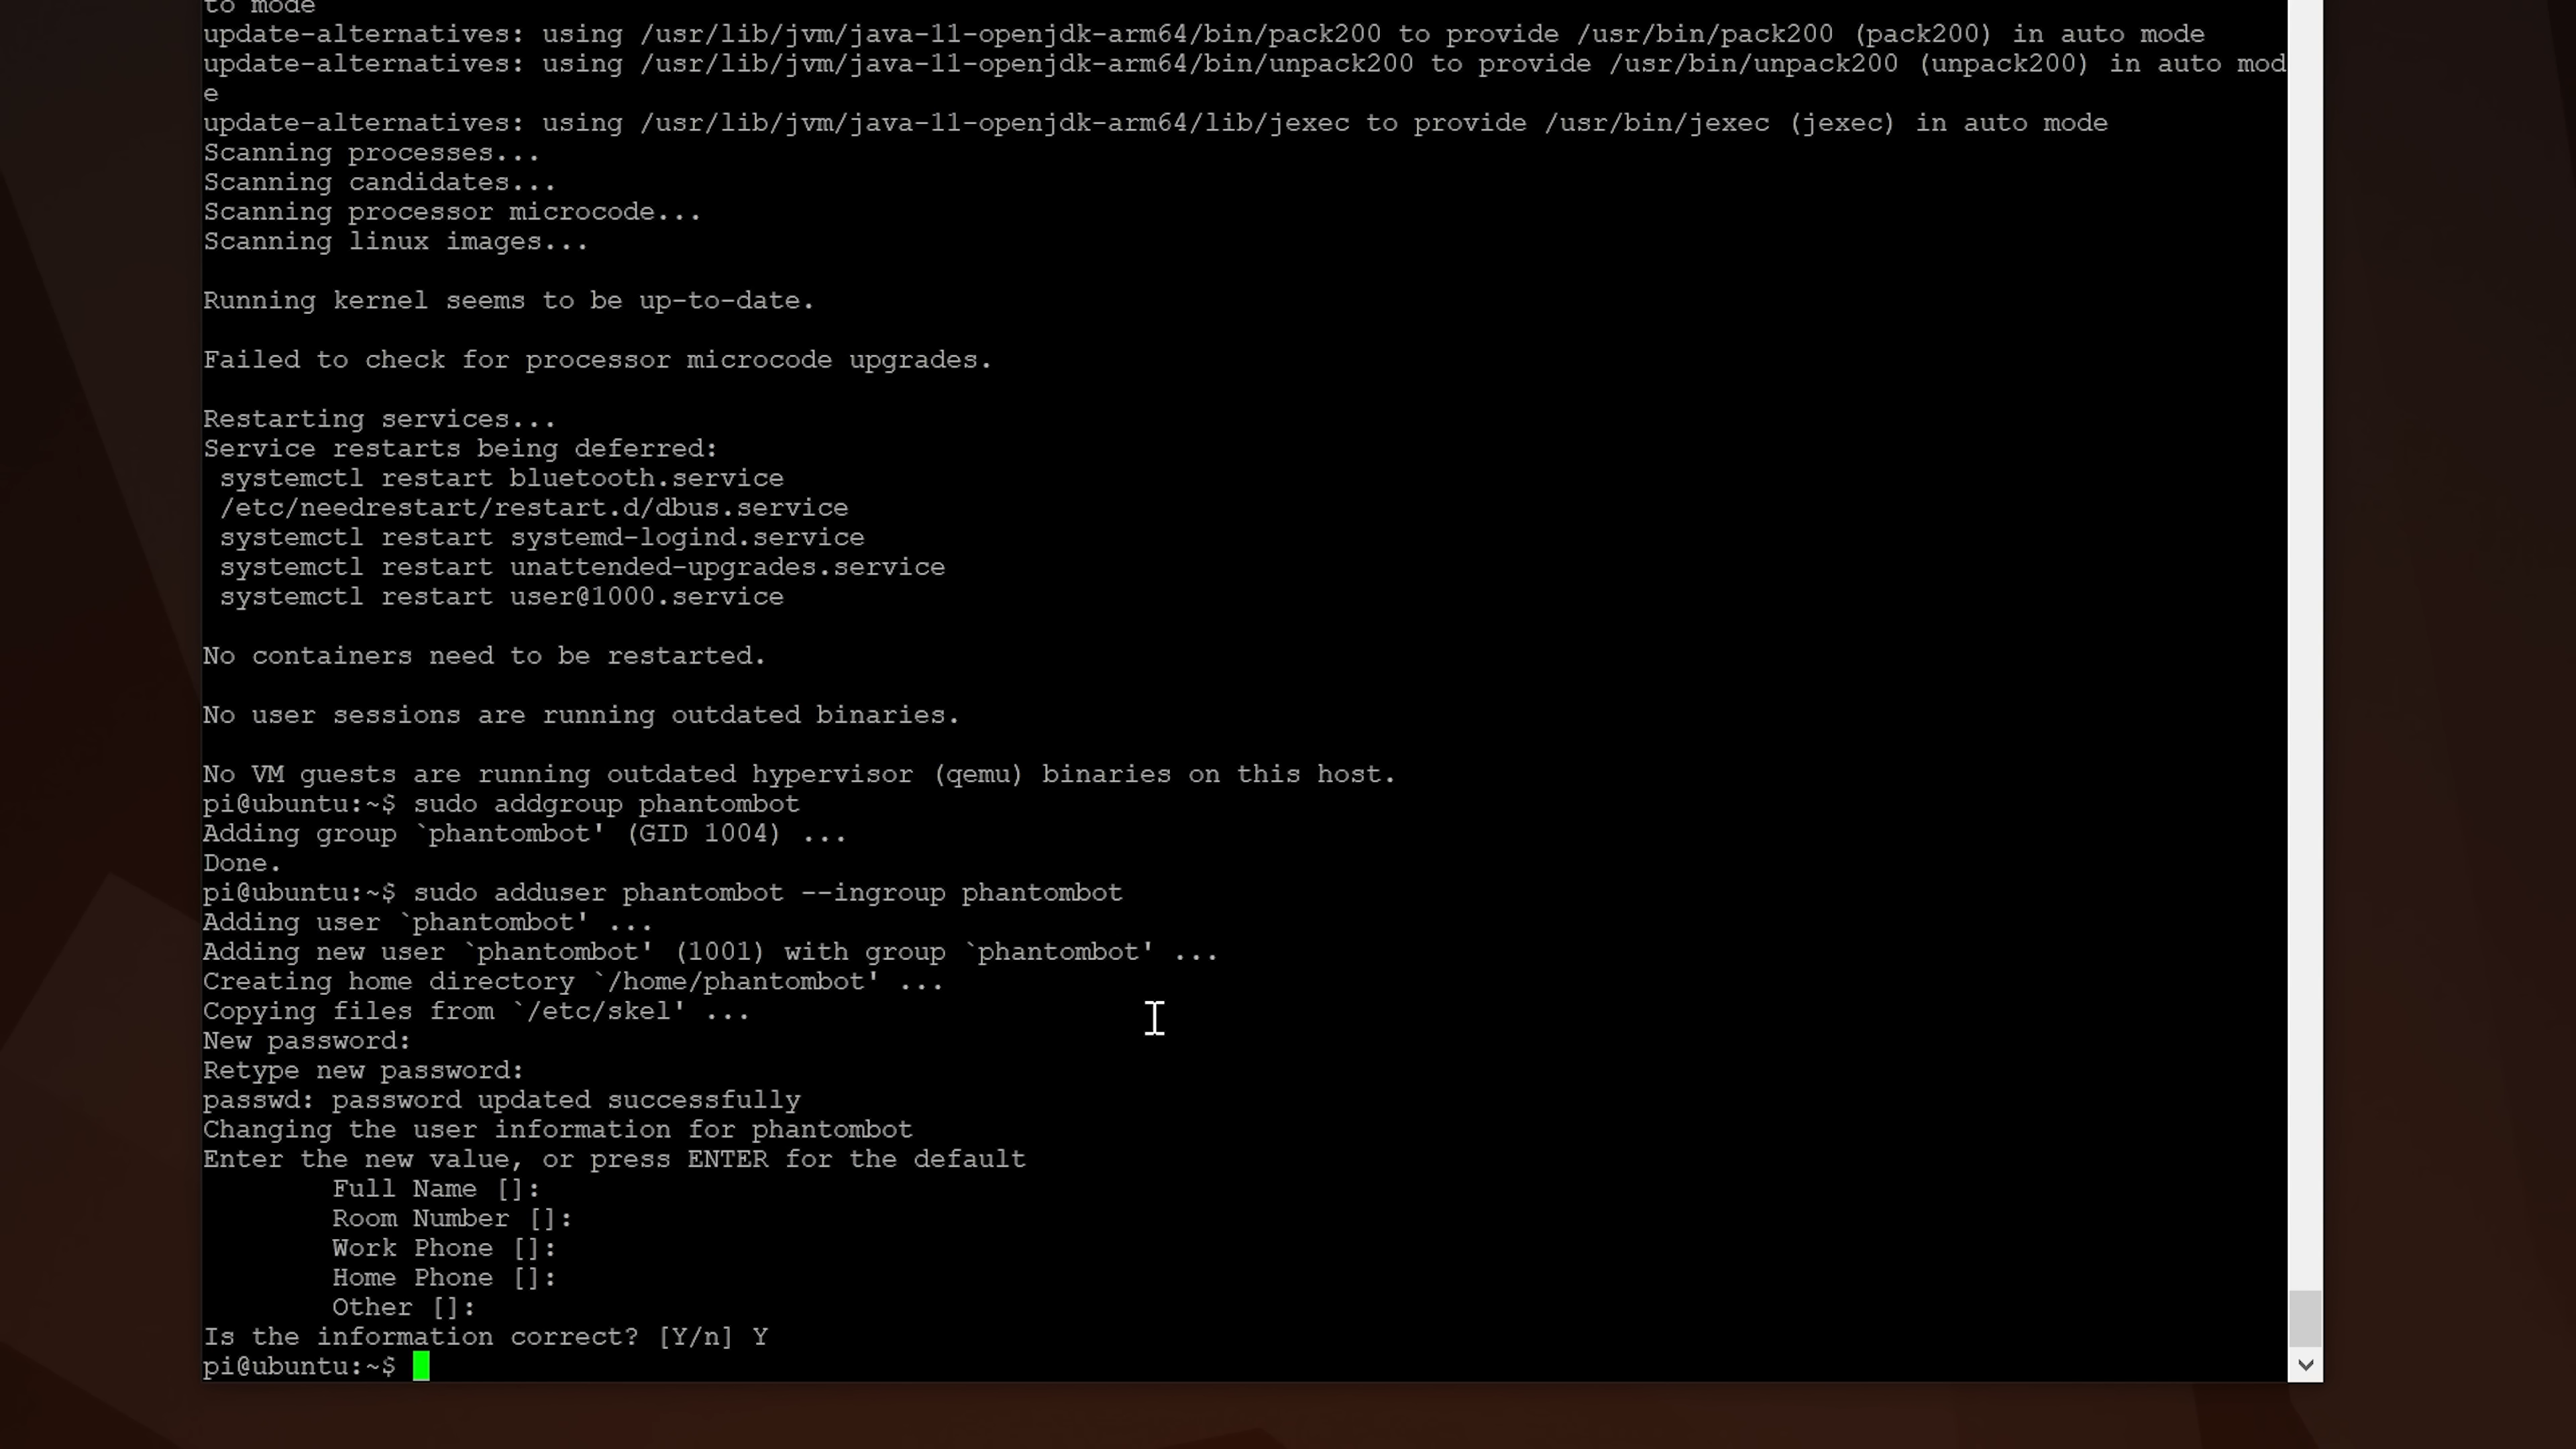 to mode
update-alternatives: using /usr/lib/jvm/java-11-openjdk-arm64/bin/pack200 to provide /usr/bin/pack200 (pack200) in auto mode
update-alternatives: using /usr/lib/jvm/java-11-openjdk-arm64/bin/unpack200 to provide /usr/bin/unpack200 (unpack200) in auto mod
e
update-alternatives: using /usr/lib/jvm/java-11-openjdk-arm64/lib/jexec to provide /usr/bin/jexec (jexec) in auto mode
Scanning processes...
Scanning candidates...
Scanning processor microcode...
Scanning linux images...
Running kernel seems to be up-to-date.
Failed to check for processor microcode upgrades.
Restarting services...
Service restarts being deferred:
 systemctl restart bluetooth.service
 /etc/needrestart/restart.d/dbus.service
 systemctl restart systemd-logind.service
 systemctl restart unattended-upgrades.service
 systemctl restart user@1000.service
No containers need to be restarted.
No user sessions are running outdated binaries.
No VM guests are running outdated hypervisor (qemu) binaries on this host.
pi@ubuntu:~$ sudo addgroup phantombot
Adding group `phantombot' (GID 1004) ...
Done.
pi@ubuntu:~$ sudo adduser phantombot --ingroup phantombot
Adding user `phantombot' ...
Adding new user `phantombot' (1001) with group `phantombot' ...
Creating home directory `/home/phantombot' ...
Copying files from `/etc/skel' ...
New password:
Retype new password:
passwd: password updated successfully
Changing the user information for phantombot
Enter the new value, or press ENTER for the default
        Full Name []:
        Room Number []:
        Work Phone []:
        Home Phone []:
        Other []:
Is the information correct? [Y/n] Y
pi@ubuntu:~$